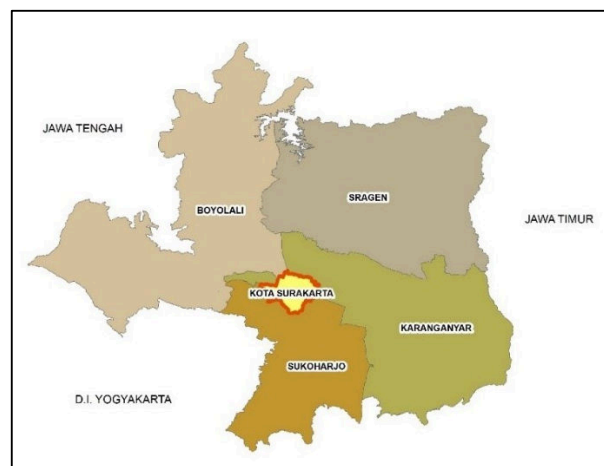 JAWA TENGAH
SRAGEN
BOYOLALI
JAWA TIMUR
KOTA SURAKARTA
KARANGANYAR
SUKOHARJO
D.I. YOGYAKARTA